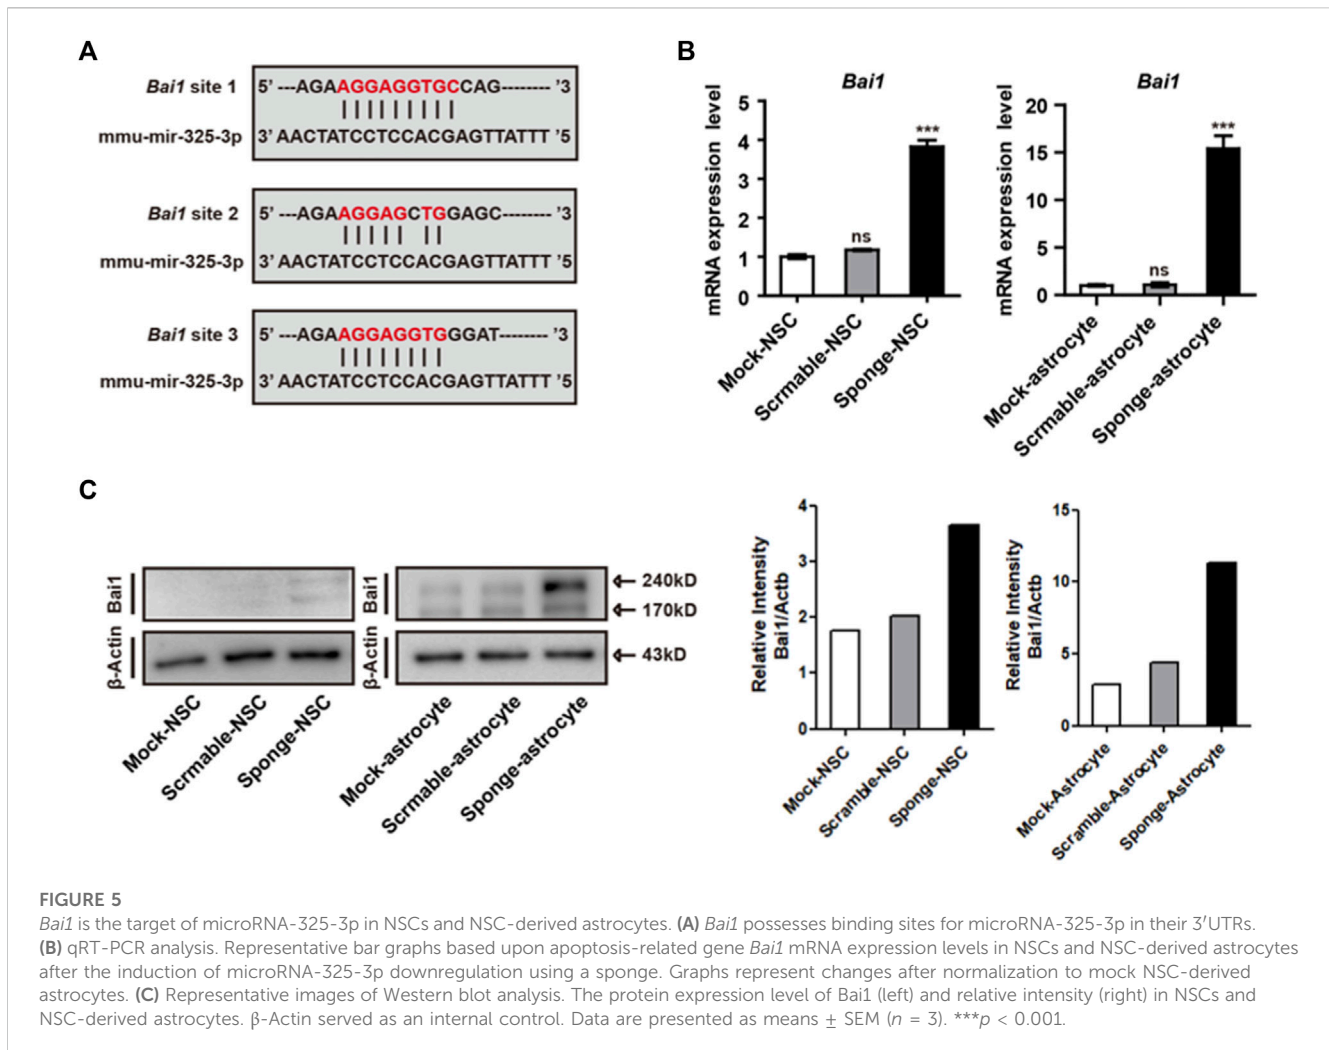 A
Bai1 site 1 5' ---AGAAGGAGGTGCCAG-------- '3
mmu-mir-325-3p 3' AACTATCCTCCACGAGTTATTT '5
Bai1 site 2 5' ---AGAAGGAGCTGGAGC-------- '3
mmu-mir-325-3p 3' AACTATCCTCCACGAGTTATTT '5
Bai1 site 3 5' ---AGAAGGAGGTGGGAT-------- '3
mmu-mir-325-3p 3' AACTATCCTCCACGAGTTATTT '5
B
Bai1
mRNA expression level
5
4
3
2
1
0
ns
***
Mock-NSC
Scrmable-NSC
Sponge-NSC
Bai1
mRNA expression level
20
15
10
5
0
ns
***
Mock-astrocyte
Scrmable-astrocyte
Sponge-astrocyte
C
Bai1
β-Actin
Mock-NSC
Scrmable-NSC
Sponge-NSC
Bai1
β-Actin
240kD
170kD
43kD
Mock-astrocyte
Scrmable-astrocyte
Sponge-astrocyte
Relative Intensity
Bai1/Actb
4
3
2
1
0
Mock-NSC
Scramble-NSC
Sponge-NSC
Relative Intensity
Bai1/Actb
15
10
5
0
Mock-Astrocyte
Scramble-Astrocyte
Sponge-Astrocyte
FIGURE 5
Bai1 is the target of microRNA-325-3p in NSCs and NSC-derived astrocytes. (A) Bai1 possesses binding sites for microRNA-325-3p in their 3′UTRs.
(B) qRT-PCR analysis. Representative bar graphs based upon apoptosis-related gene Bai1 mRNA expression levels in NSCs and NSC-derived astrocytes
after the induction of microRNA-325-3p downregulation using a sponge. Graphs represent changes after normalization to mock NSC-derived
astrocytes. (C) Representative images of Western blot analysis. The protein expression level of Bai1 (left) and relative intensity (right) in NSCs and
NSC-derived astrocytes. β-Actin served as an internal control. Data are presented as means ± SEM (n = 3). ***p < 0.001.